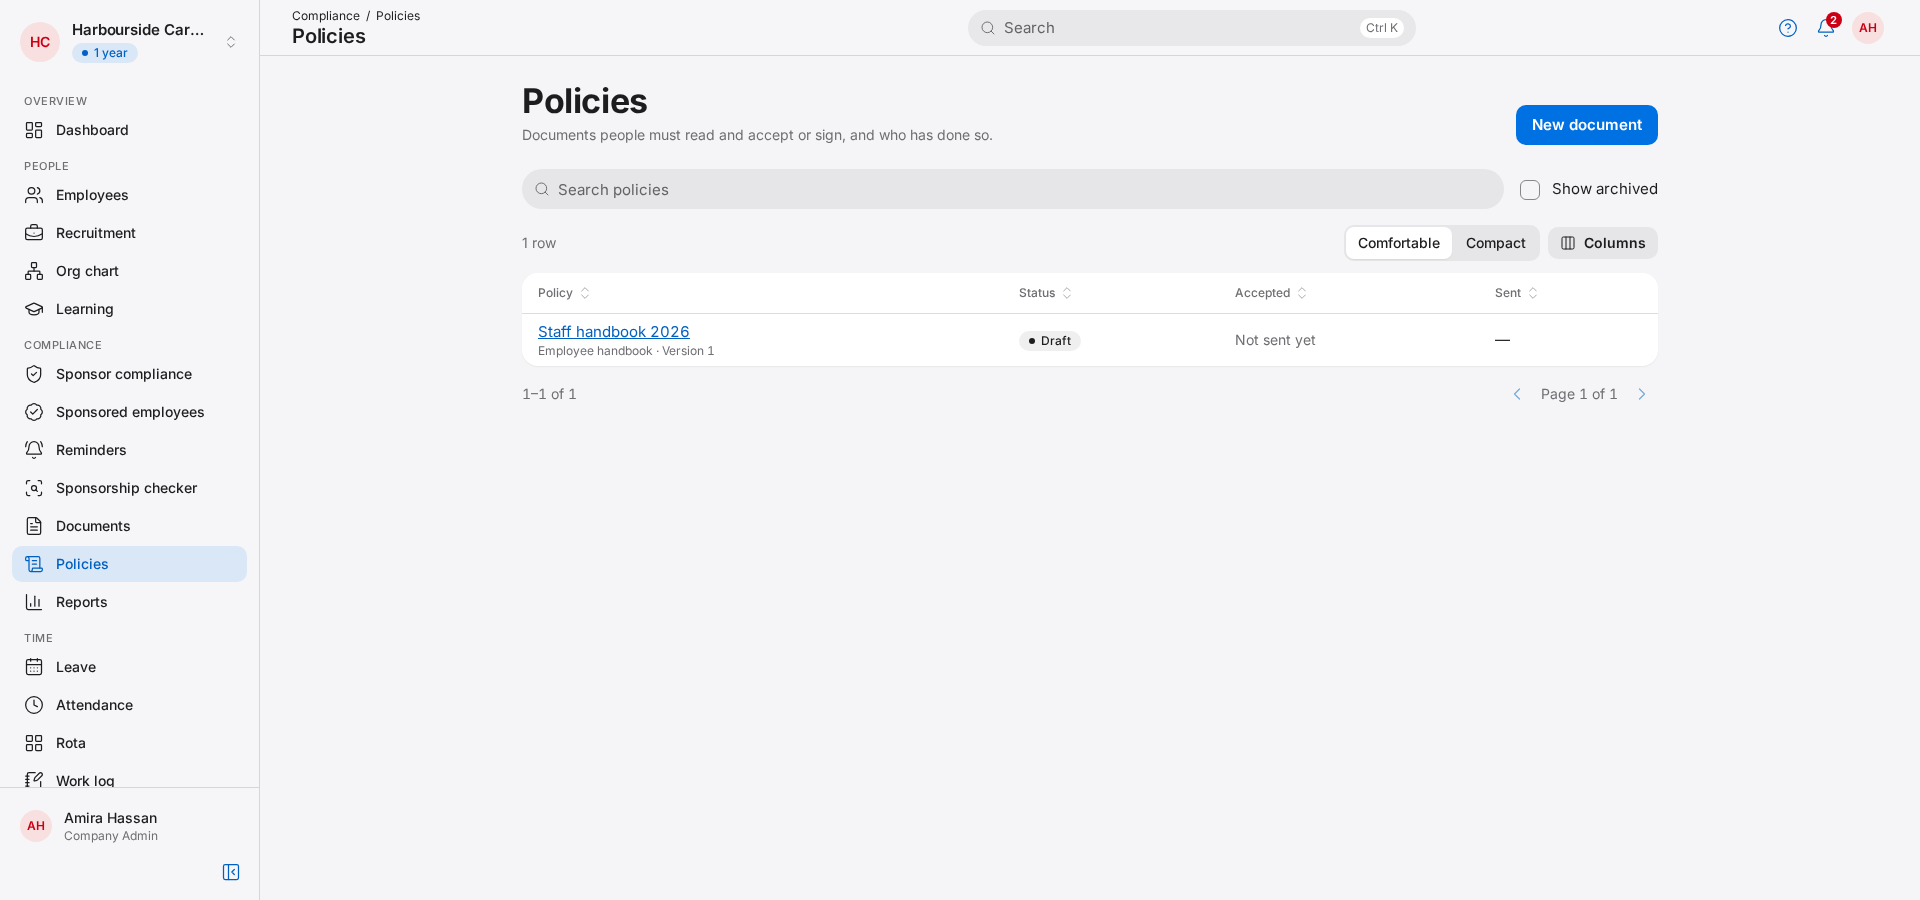 HC
Harbourside Car...
1 year
OVERVIEW
Dashboard
PEOPLE
Employees
Recruitment
Org chart
Learning
COMPLIANCE
Sponsor compliance
Sponsored employees
Reminders
Sponsorship checker
Documents
Policies
Reports
TIME
Leave
Attendance
Rota
Work log
AH
Amira Hassan
Company Admin
Compliance / Policies
Policies
Search
Ctrl K
2
AH
Policies
Documents people must read and accept or sign, and who has done so.
New document
Search policies
Show archived
1 row
Comfortable
Compact
Columns
Policy
Status
Accepted
Sent
Staff handbook 2026
Employee handbook · Version 1
Draft
Not sent yet
—
1–1 of 1
Page 1 of 1